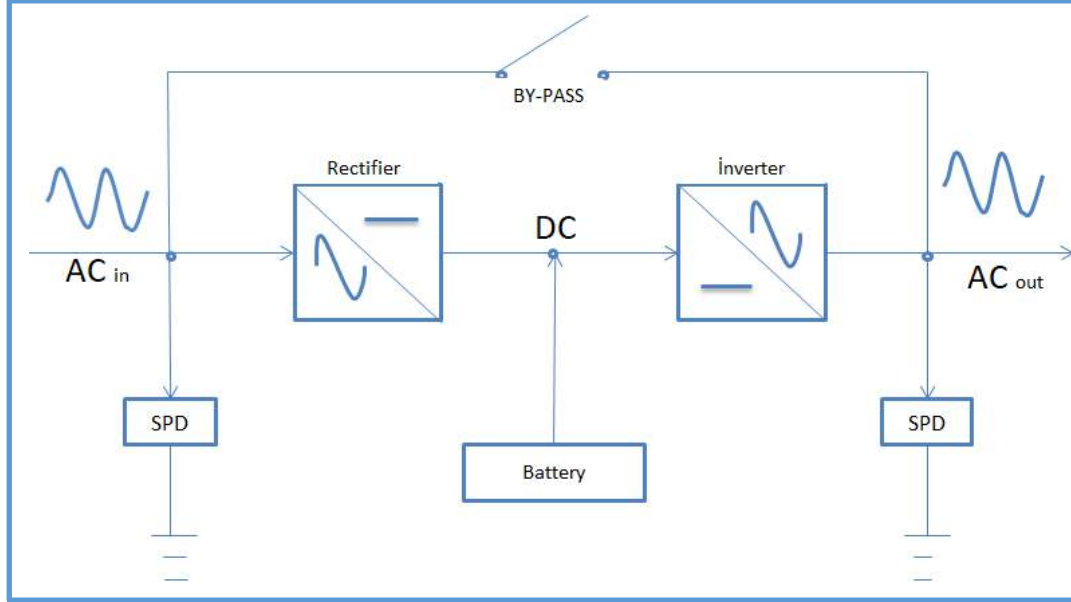 BY-PASS
Rectifier
İnverter
DC
AC in
AC out
SPD
SPD
Battery